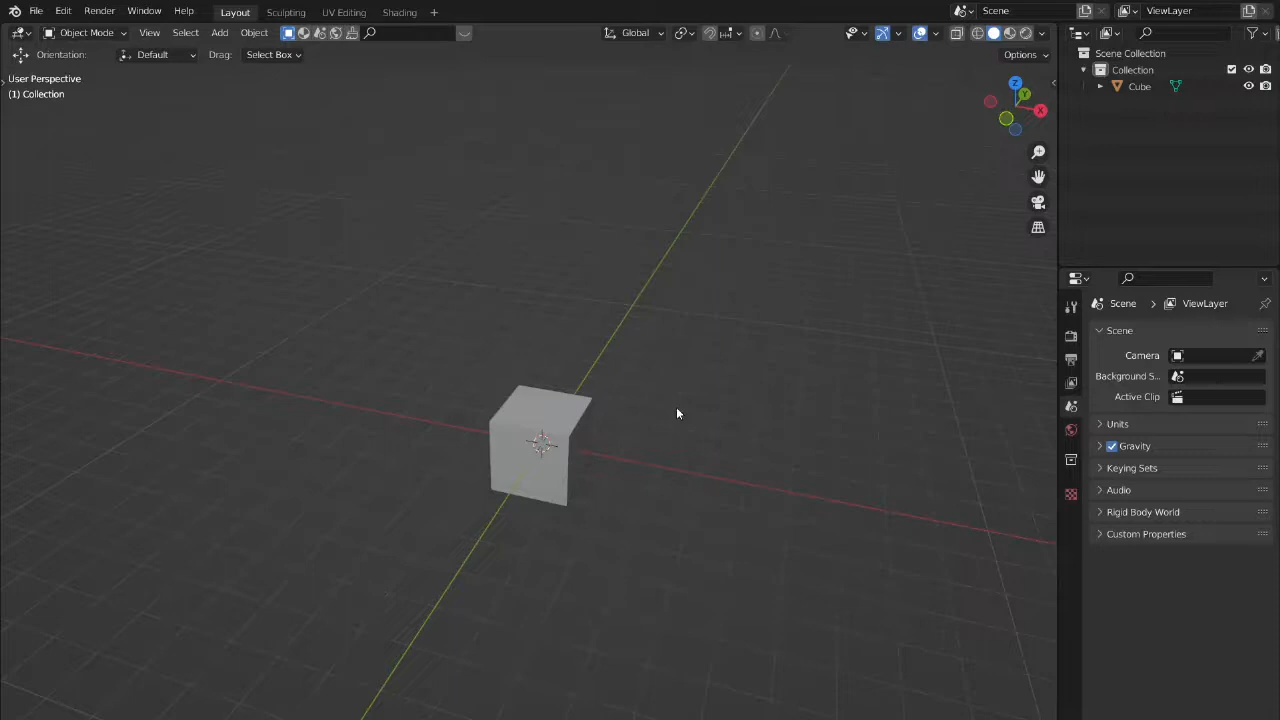 File Edit Render Window Help Layout Sculpting UV Editing Shading + Scene ViewLayer
Object Mode View Select Add Object Global
Orientation: Default Drag: Select Box Options
User Perspective
(1) Collection
Z
Y
X
Scene Collection
Collection
Cube
Scene > ViewLayer
Scene
Camera
Background S...
Active Clip
Units
Gravity
Keying Sets
Audio
Rigid Body World
Custom Properties